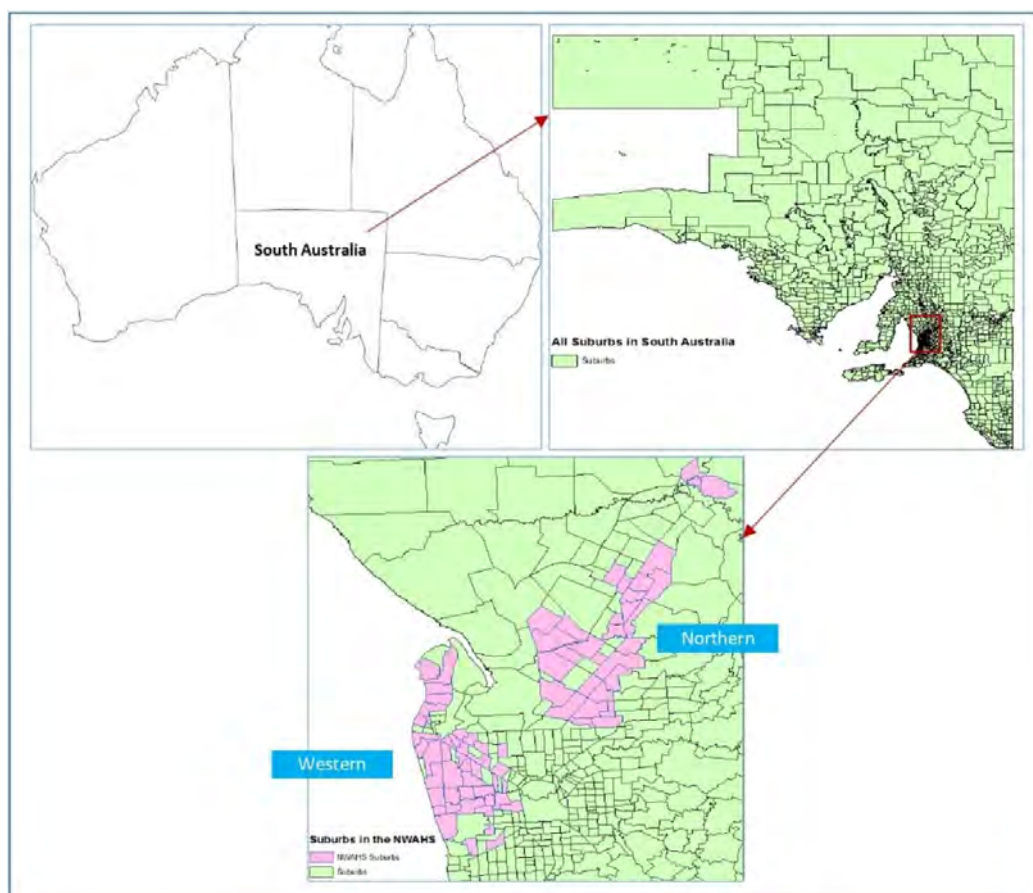 South Australia
All Suburbs in South Australia
Suburbs
Northern
Western
Suburbs in the NWAHS
NWAHS Suburbs
Suburbs